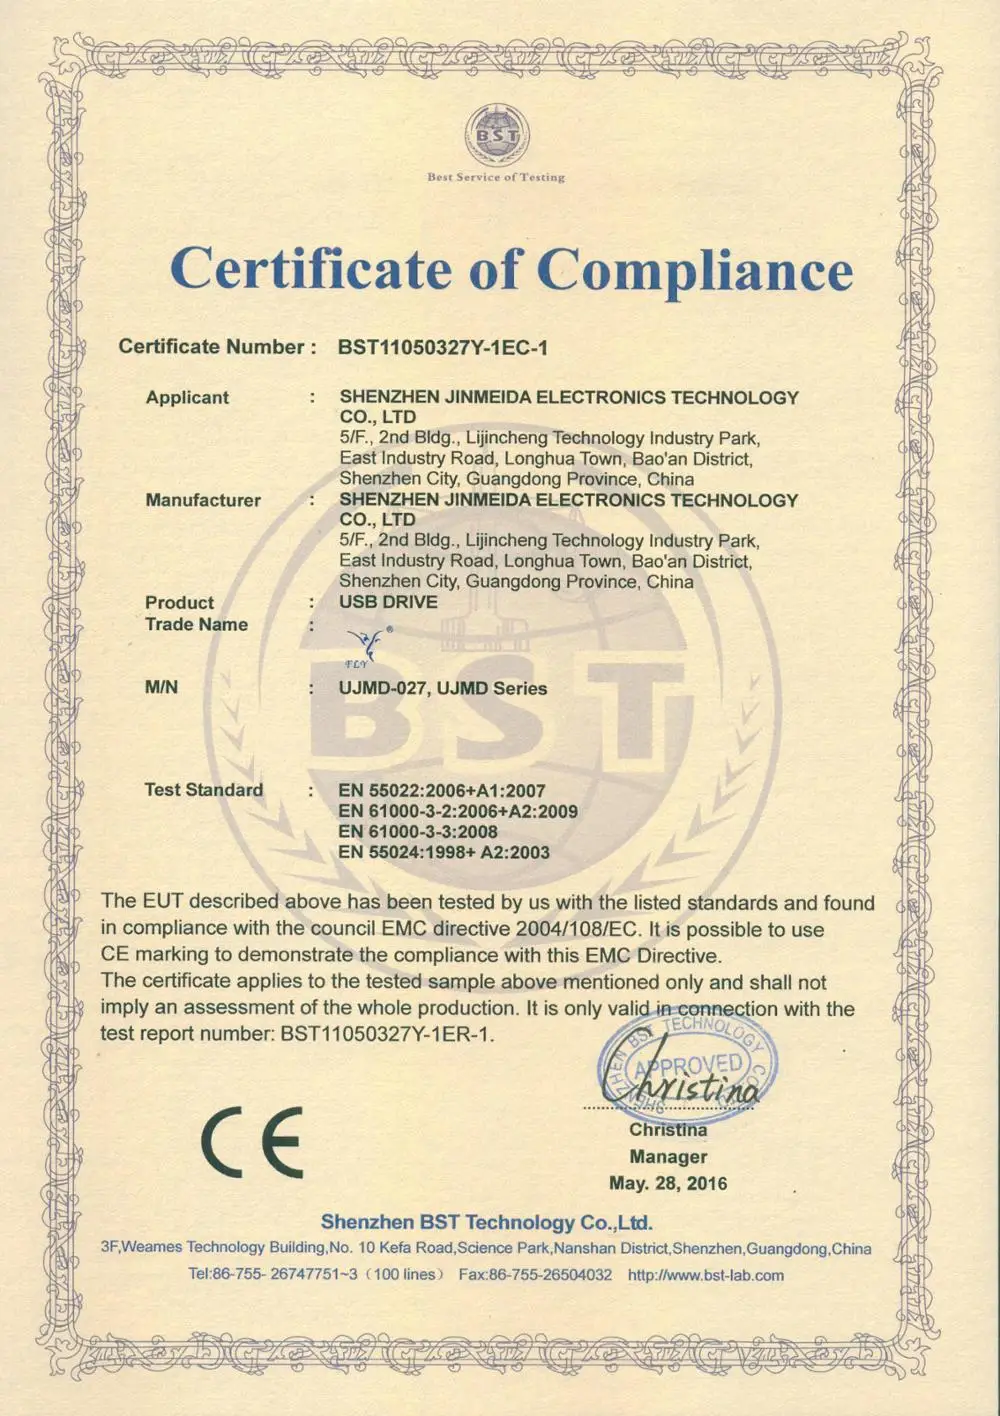 BST
Best Service of Testing
Certificate of Compliance
Certificate Number : BST11050327Y-1EC-1
Applicant : SHENZHEN JINMEIDA ELECTRONICS TECHNOLOGY
CO., LTD
5/F., 2nd Bldg., Lijincheng Technology Industry Park,
East Industry Road, Longhua Town, Bao'an District,
Shenzhen City, Guangdong Province, China
Manufacturer : SHENZHEN JINMEIDA ELECTRONICS TECHNOLOGY
CO., LTD
5/F., 2nd Bldg., Lijincheng Technology Industry Park,
East Industry Road, Longhua Town, Bao'an District,
Shenzhen City, Guangdong Province, China
Product : USB DRIVE
Trade Name :
®
FLY
M/N : UJMD-027, UJMD Series
BST
Test Standard : EN 55022:2006+A1:2007
EN 61000-3-2:2006+A2:2009
EN 61000-3-3:2008
EN 55024:1998+ A2:2003
The EUT described above has been tested by us with the listed standards and found
in compliance with the council EMC directive 2004/108/EC. It is possible to use
CE marking to demonstrate the compliance with this EMC Directive.
The certificate applies to the tested sample above mentioned only and shall not
imply an assessment of the whole production. It is only valid in connection with the
test report number: BST11050327Y-1ER-1.
SHENZHEN BST TECHNOLOGY CO
APPROVED
Christina
CE
Christina
Manager
May. 28, 2016
Shenzhen BST Technology Co.,Ltd.
3F,Weames Technology Building,No. 10 Kefa Road,Science Park,Nanshan District,Shenzhen,Guangdong,China
Tel:86-755- 26747751~3（100 lines） Fax:86-755-26504032 http://www.bst-lab.com